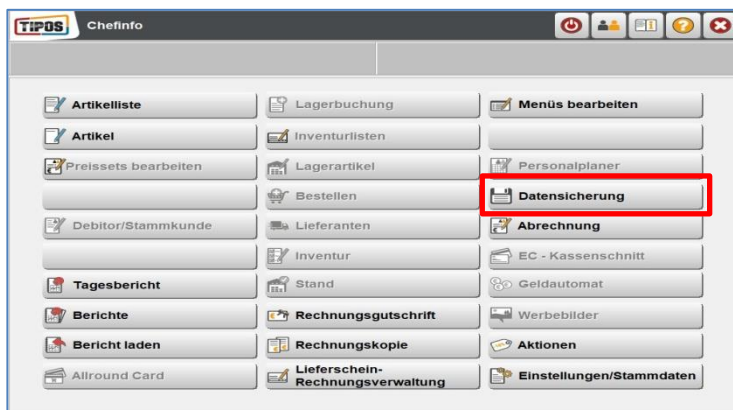 TIPOS Chefinfo
Artikelliste
Lagerbuchung
Menüs bearbeiten
Artikel
Inventurlisten
Preissets bearbeiten
Lagerartikel
Personalplaner
Bestellen
Datensicherung
Debitor/Stammkunde
Lieferanten
Abrechnung
Inventur
EC - Kassenschnitt
Tagesbericht
Stand
Geldautomat
Berichte
Rechnungsgutschrift
Werbebilder
Bericht laden
Rechnungskopie
Aktionen
Allround Card
Lieferschein-
Rechnungsverwaltung
Einstellungen/Stammdaten